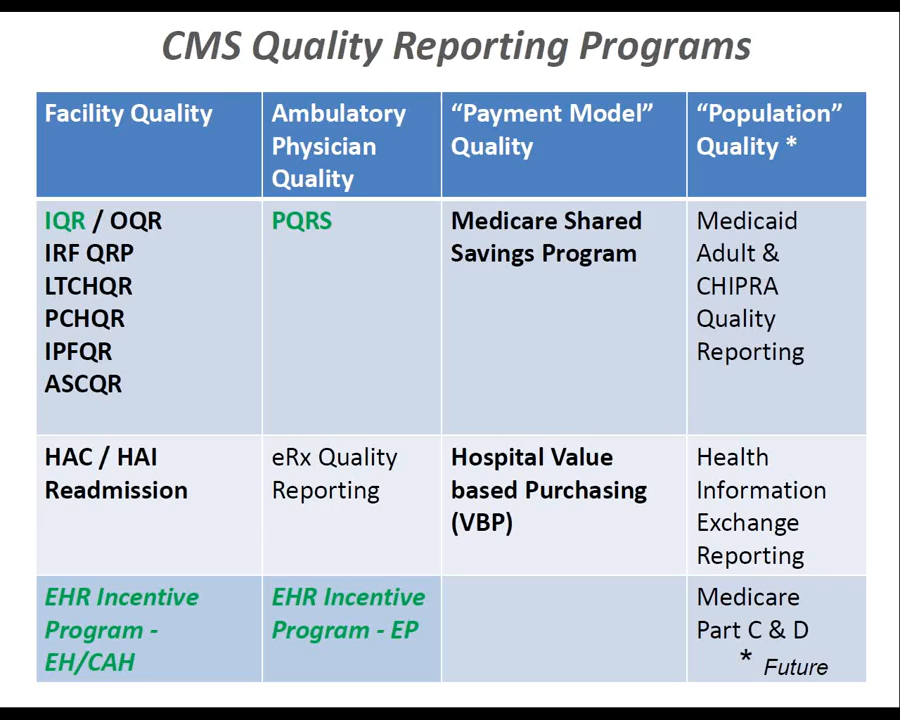 CMS Quality Reporting Programs
Facility Quality
Ambulatory
Physician
Quality
“Payment Model”
Quality
“Population”
Quality *
IQR / OQR
IRF QRP
LTCHQR
PCHQR
IPFQR
ASCQR
PQRS
Medicare Shared
Savings Program
Medicaid
Adult &
CHIPRA
Quality
Reporting
HAC / HAI
Readmission
eRx Quality
Reporting
Hospital Value
based Purchasing
(VBP)
Health
Information
Exchange
Reporting
EHR Incentive
Program -
EH/CAH
EHR Incentive
Program - EP
Medicare
Part C & D
* Future